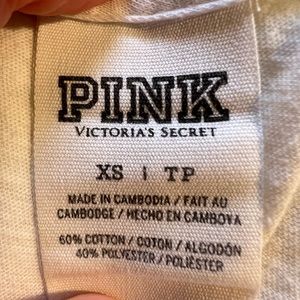 PINK
VICTORIA'S SECRET
XS | TP
MADE IN CAMBODIA / FAIT AU
CAMBODGE / HECHO EN CAMBOYA
60% COTTON / COTON / ALGODÓN
40% POLYESTER / POLIÉSTER